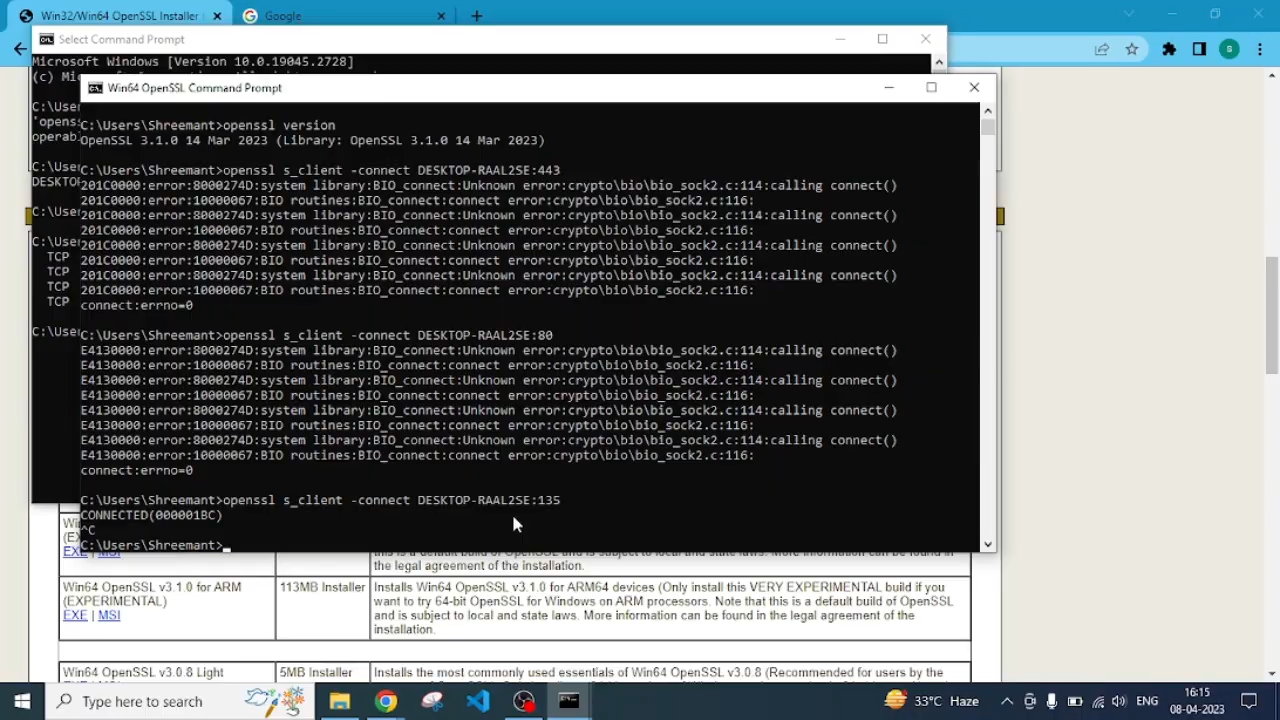 Win32/Win64 OpenSSL Installer
Google
Select Command Prompt
Microsoft Windows [Version 10.0.19045.2728]
(c) Mi
Win64 OpenSSL Command Prompt
C:\Use
'openss
operab
C:\Use
DESKTO
C:\Use
C:\Use
TCP
TCP
TCP
TCP
C:\Use
C:\Users\Shreemant>openssl version
OpenSSL 3.1.0 14 Mar 2023 (Library: OpenSSL 3.1.0 14 Mar 2023)
C:\Users\Shreemant>openssl s_client -connect DESKTOP-RAAL2SE:443
201C0000:error:8000274D:system library:BIO_connect:Unknown error:crypto\bio\bio_sock2.c:114:calling connect()
201C0000:error:10000067:BIO routines:BIO_connect:connect error:crypto\bio\bio_sock2.c:116:
201C0000:error:8000274D:system library:BIO_connect:Unknown error:crypto\bio\bio_sock2.c:114:calling connect()
201C0000:error:10000067:BIO routines:BIO_connect:connect error:crypto\bio\bio_sock2.c:116:
201C0000:error:8000274D:system library:BIO_connect:Unknown error:crypto\bio\bio_sock2.c:114:calling connect()
201C0000:error:10000067:BIO routines:BIO_connect:connect error:crypto\bio\bio_sock2.c:116:
201C0000:error:8000274D:system library:BIO_connect:Unknown error:crypto\bio\bio_sock2.c:114:calling connect()
201C0000:error:10000067:BIO routines:BIO_connect:connect error:crypto\bio\bio_sock2.c:116:
connect:errno=0
C:\Users\Shreemant>openssl s_client -connect DESKTOP-RAAL2SE:80
E4130000:error:8000274D:system library:BIO_connect:Unknown error:crypto\bio\bio_sock2.c:114:calling connect()
E4130000:error:10000067:BIO routines:BIO_connect:connect error:crypto\bio\bio_sock2.c:116:
E4130000:error:8000274D:system library:BIO_connect:Unknown error:crypto\bio\bio_sock2.c:114:calling connect()
E4130000:error:10000067:BIO routines:BIO_connect:connect error:crypto\bio\bio_sock2.c:116:
E4130000:error:8000274D:system library:BIO_connect:Unknown error:crypto\bio\bio_sock2.c:114:calling connect()
E4130000:error:10000067:BIO routines:BIO_connect:connect error:crypto\bio\bio_sock2.c:116:
E4130000:error:8000274D:system library:BIO_connect:Unknown error:crypto\bio\bio_sock2.c:114:calling connect()
E4130000:error:10000067:BIO routines:BIO_connect:connect error:crypto\bio\bio_sock2.c:116:
connect:errno=0
C:\Users\Shreemant>openssl s_client -connect DESKTOP-RAAL2SE:135
CONNECTED(000001BC)
^C
C:\Users\Shreemant>
Wi
(E
EXE | MSI
this is a default build of OpenSSL and is subject to local and state laws. More information can be found in
the legal agreement of the installation.
Win64 OpenSSL v3.1.0 for ARM
(EXPERIMENTAL)
EXE | MSI
113MB Installer
Installs Win64 OpenSSL v3.1.0 for ARM64 devices (Only install this VERY EXPERIMENTAL build if you
want to try 64-bit OpenSSL for Windows on ARM processors. Note that this is a default build of OpenSSL
and is subject to local and state laws. More information can be found in the legal agreement of the
installation.
Win64 OpenSSL v3.0.8 Light
5MB Installer
Installs the most commonly used essentials of Win64 OpenSSL v3.0.8 (Recommended for users by the
Type here to search
33°C Haze
ENG
16:15
08-04-2023
S